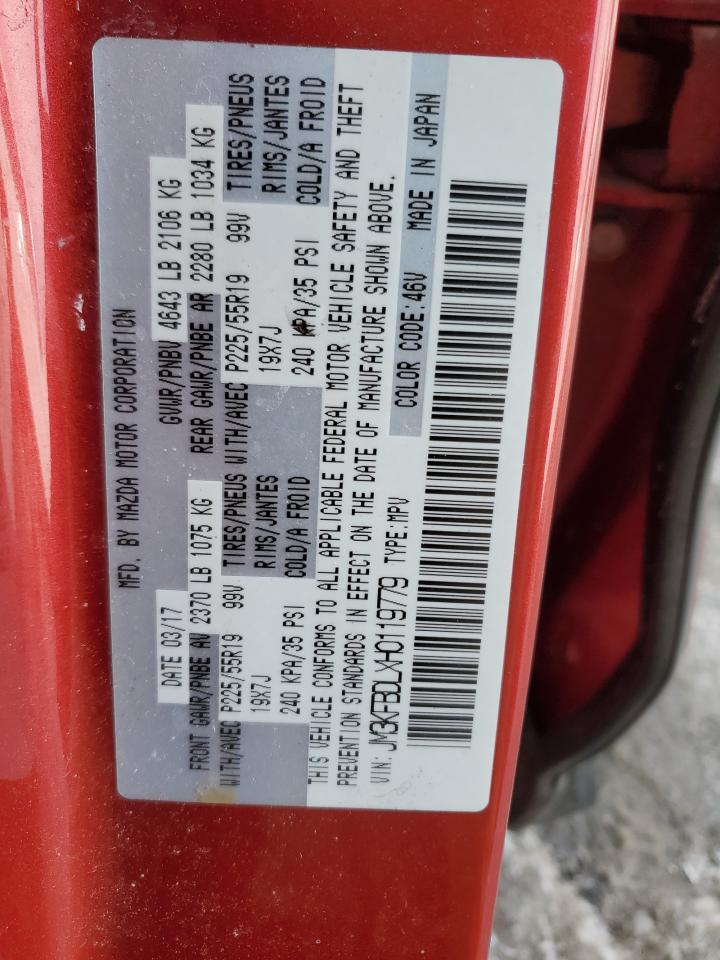 MFD. BY MAZDA MOTOR CORPORATION
DATE 03/17 GVWR/PNBV 4643 LB 2106 KG
FRONT GAWR/PNBE AV 2370 LB 1075 KG REAR GAWR/PNBE AR 2280 LB 1034 KG
WITH/AVEC P225/55R19 99V TIRES/PNEUS WITH/AVEC P225/55R19 99V TIRES/PNEUS
19X7J RIMS/JANTES 19X7J RIMS/JANTES
240 KPA/35 PSI COLD/A FROID 240 KPA/35 PSI COLD/A FROID
THIS VEHICLE CONFORMS TO ALL APPLICABLE FEDERAL MOTOR VEHICLE SAFETY AND THEFT
PREVENTION STANDARDS IN EFFECT ON THE DATE OF MANUFACTURE SHOWN ABOVE.
VIN: JM3KFBDLXH0119779 TYPE:MPV COLOR CODE:46V MADE IN JAPAN